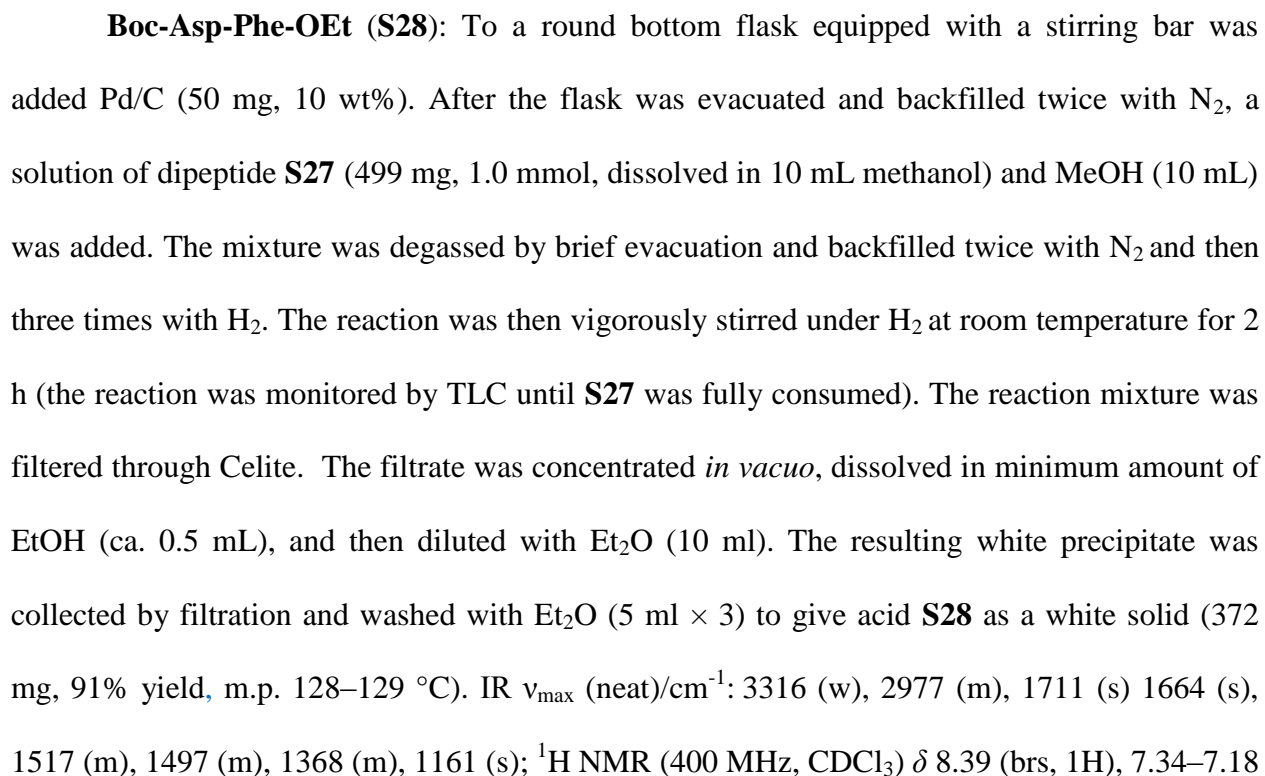 Boc-Asp-Phe-OEt (S28): To a round bottom flask equipped with a stirring bar was
added Pd/C (50 mg, 10 wt%). After the flask was evacuated and backfilled twice with N₂, a
solution of dipeptide S27 (499 mg, 1.0 mmol, dissolved in 10 mL methanol) and MeOH (10 mL)
was added. The mixture was degassed by brief evacuation and backfilled twice with N₂ and then
three times with H₂. The reaction was then vigorously stirred under H₂ at room temperature for 2
h (the reaction was monitored by TLC until S27 was fully consumed). The reaction mixture was
filtered through Celite. The filtrate was concentrated in vacuo, dissolved in minimum amount of
EtOH (ca. 0.5 mL), and then diluted with Et₂O (10 ml). The resulting white precipitate was
collected by filtration and washed with Et₂O (5 ml × 3) to give acid S28 as a white solid (372
mg, 91% yield, m.p. 128–129 °C). IR νₘₐₓ (neat)/cm⁻¹: 3316 (w), 2977 (m), 1711 (s) 1664 (s),
1517 (m), 1497 (m), 1368 (m), 1161 (s); ¹H NMR (400 MHz, CDCl₃) δ 8.39 (brs, 1H), 7.34–7.18